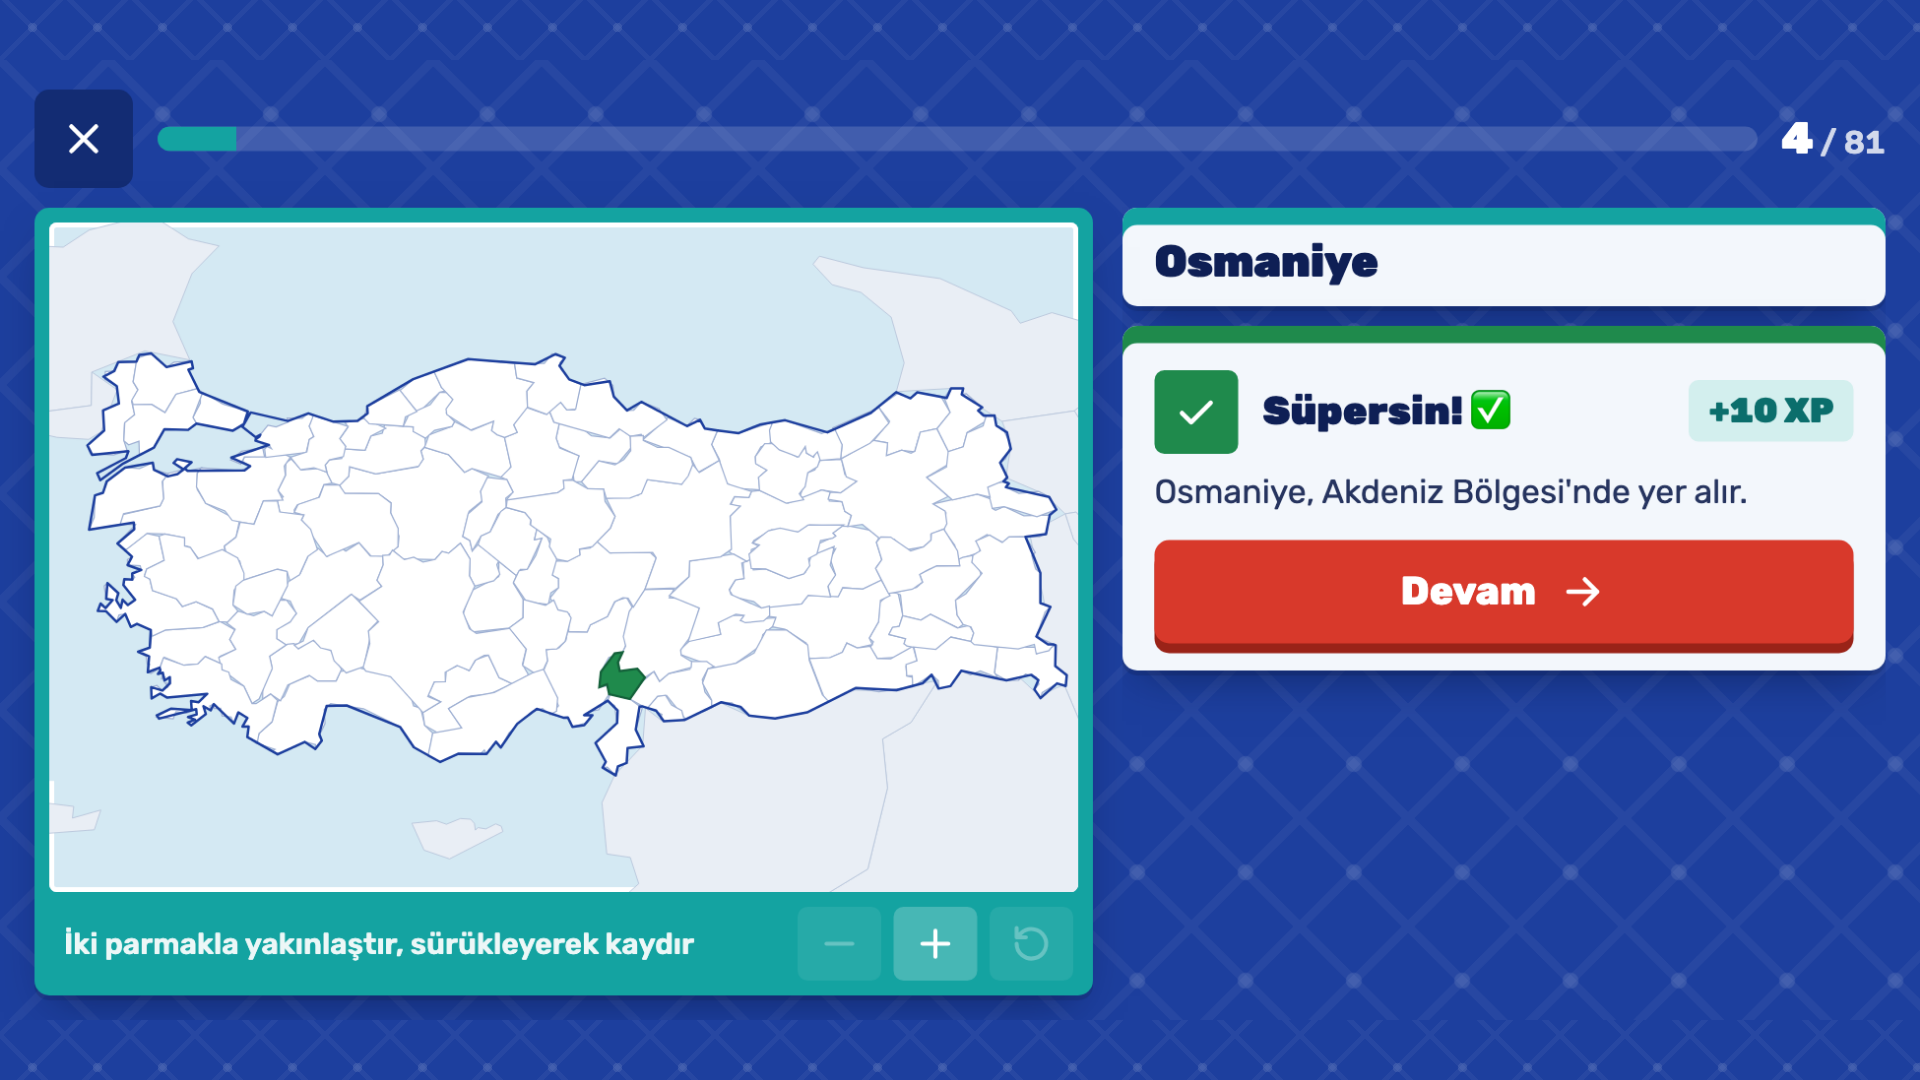 4 / 81
Osmaniye
Süpersin! ✅
+10 XP
Osmaniye, Akdeniz Bölgesi'nde yer alır.
Devam →
İki parmakla yakınlaştır, sürükleyerek kaydır